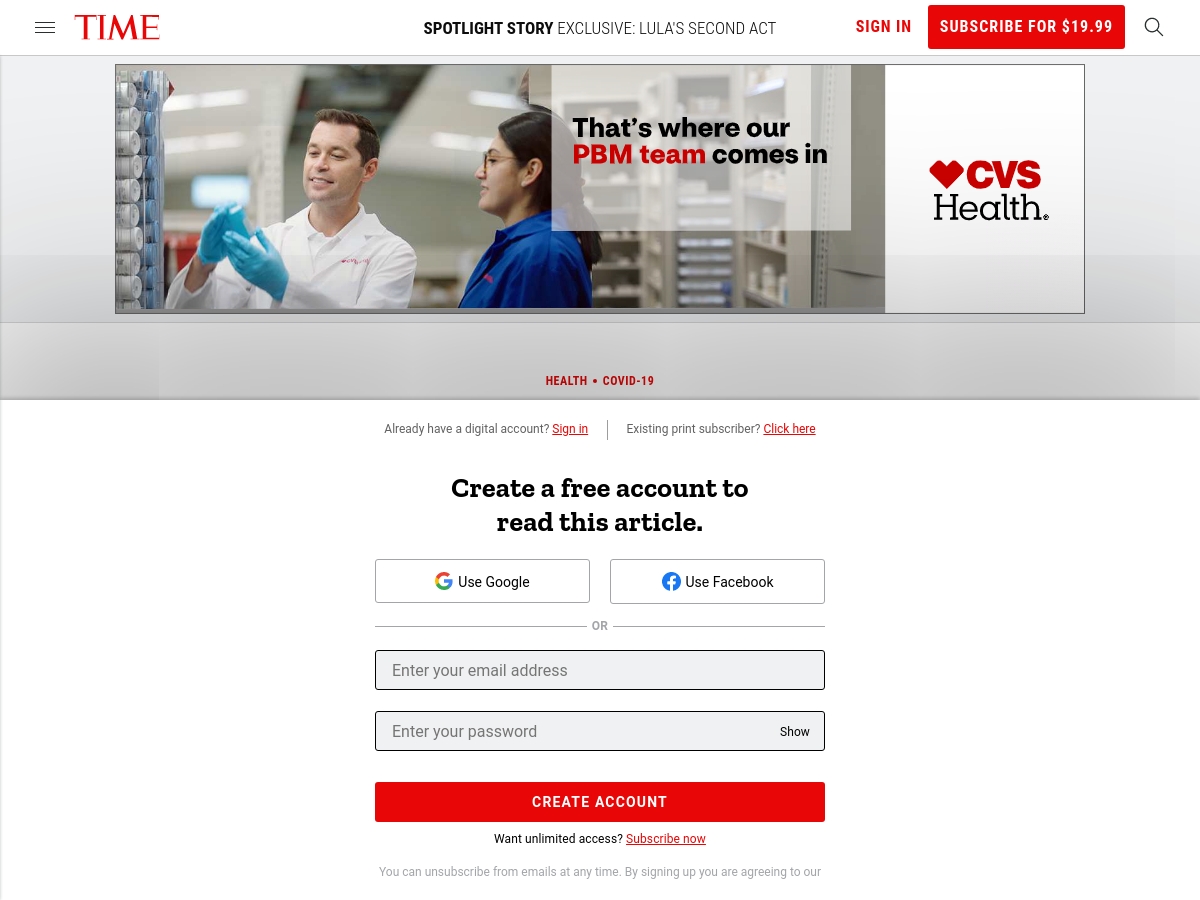 TIME
SPOTLIGHT STORY EXCLUSIVE: LULA'S SECOND ACT
SIGN IN
SUBSCRIBE FOR $19.99
That's where our
PBM team comes in
CVS
Health
HEALTH • COVID-19
Already have a digital account? Sign in
Existing print subscriber? Click here
Create a free account to
read this article.
Use Google
Use Facebook
OR
Enter your email address
Enter your password
Show
CREATE ACCOUNT
Want unlimited access? Subscribe now
You can unsubscribe from emails at any time. By signing up you are agreeing to our